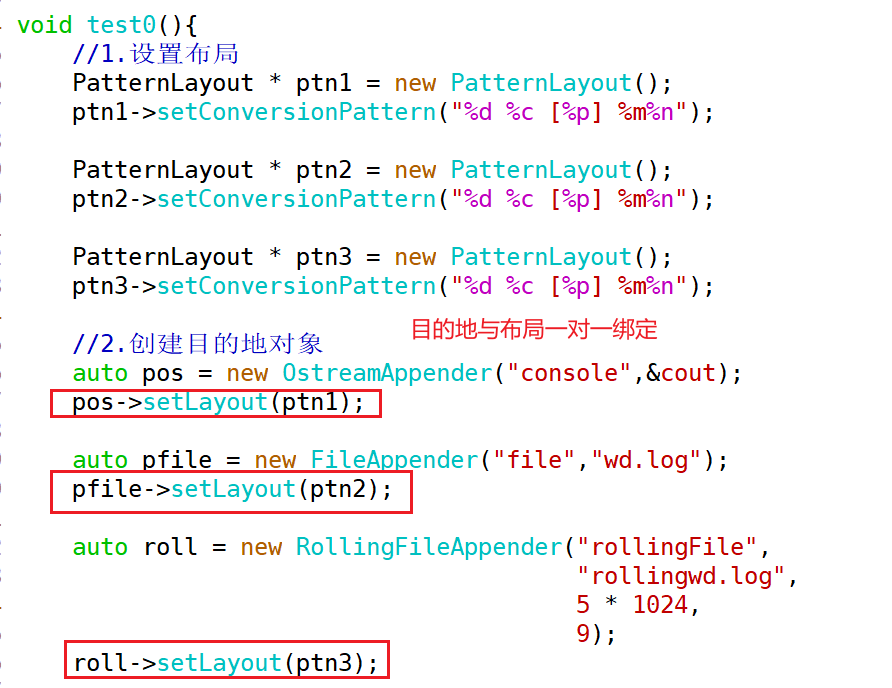 void test0(){
//1.设置布局
PatternLayout * ptn1 = new PatternLayout();
ptn1->setConversionPattern("%d %c [%p] %m%n");
PatternLayout * ptn2 = new PatternLayout();
ptn2->setConversionPattern("%d %c [%p] %m%n");
PatternLayout * ptn3 = new PatternLayout();
ptn3->setConversionPattern("%d %c [%p] %m%n");
目的地与布局一对一绑定
//2.创建目的地对象
auto pos = new OstreamAppender("console",&cout);
pos->setLayout(ptn1);
auto pfile = new FileAppender("file","wd.log");
pfile->setLayout(ptn2);
auto roll = new RollingFileAppender("rollingFile",
"rollingwd.log",
5 * 1024,
9);
roll->setLayout(ptn3);